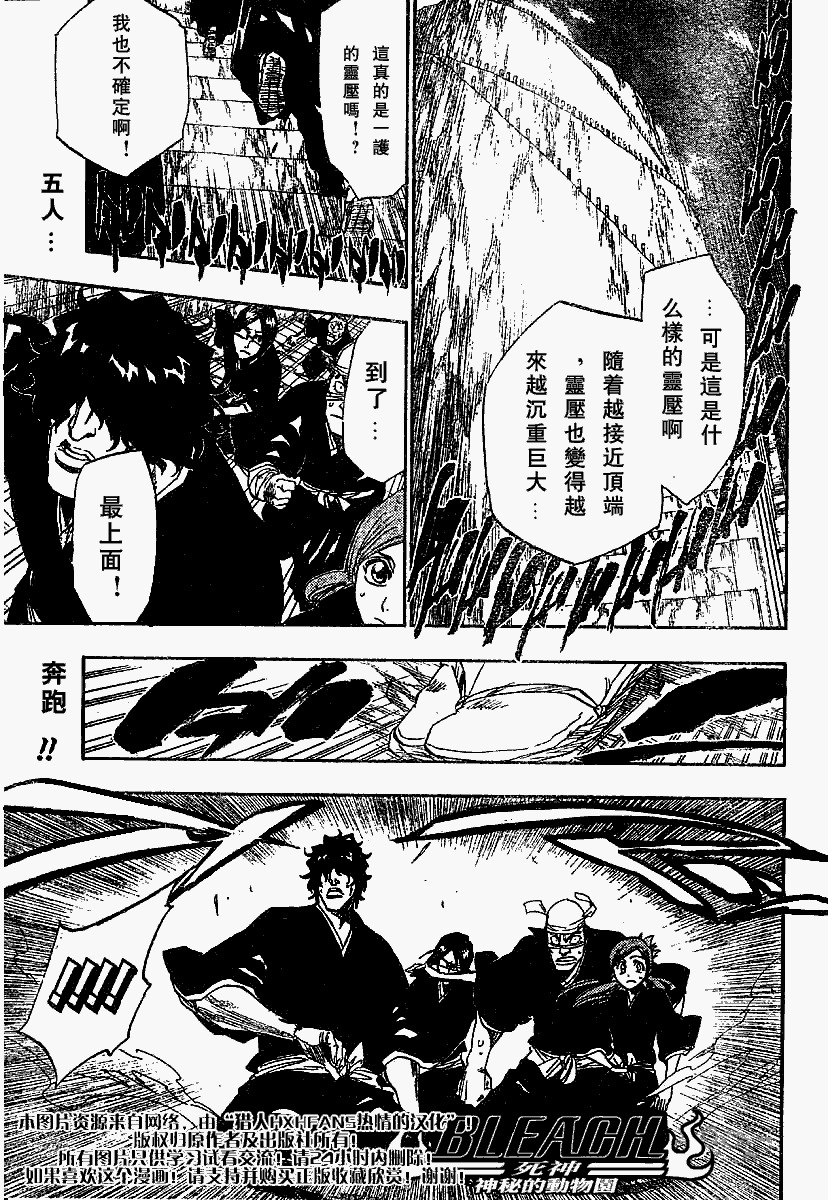 …可是這是什
么樣的靈壓啊
隨着越接近頂端
，靈壓也變得越
來越沉重巨大…
這真的是一護
的靈壓嗎！？
我也不確定啊！
五人…
到了…
最上面！
奔跑!!
!!!!!
本图片资源来自网络，由“猎人HXHFANS热情的汉化”！
版权归原作者及出版社所有！
所有图片只供学习试看交流！请24小时内删除！
如果喜欢这个漫画！请支持并购买正版收藏欣赏！谢谢！
BLEACH
死神
神秘的動物園